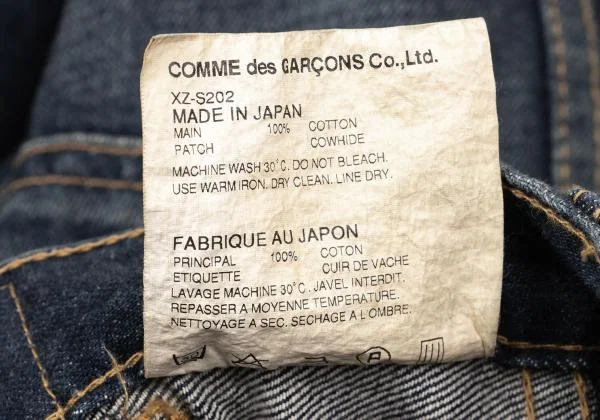 COMME des GARÇONS Co.,Ltd.
XZ-S202
MADE IN JAPAN
MAIN 100% COTTON
PATCH COWHIDE
MACHINE WASH 30°C. DO NOT BLEACH.
USE WARM IRON. DRY CLEAN. LINE DRY.
FABRIQUE AU JAPON
PRINCIPAL 100% COTON
ETIQUETTE CUIR DE VACHE
LAVAGE MACHINE 30°C. JAVEL INTERDIT.
REPASSER A MOYENNE TEMPERATURE.
NETTOYAGE A SEC. SECHAGE A L'OMBRE.